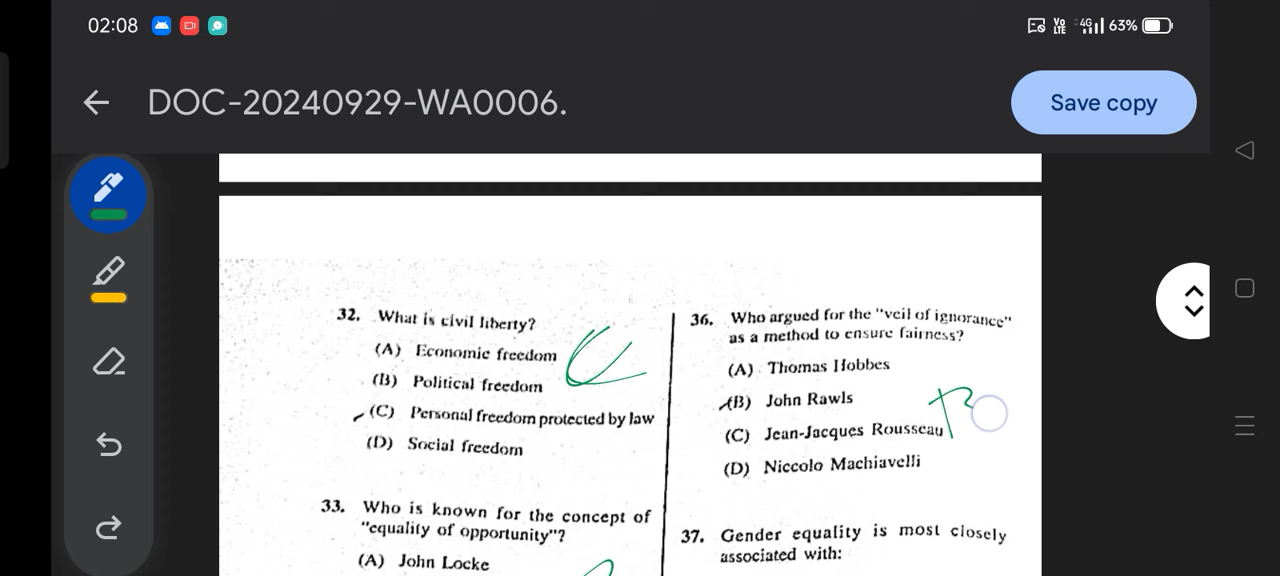 02:08
Vo LTE 4G 63%
DOC-20240929-WA0006.
Save copy
32. What is civil liberty?
(A) Economic freedom
(B) Political freedom
(C) Personal freedom protected by law
(D) Social freedom
C
33. Who is known for the concept of
"equality of opportunity"?
(A) John Locke
36. Who argued for the "veil of ignorance"
as a method to ensure fairness?
(A) Thomas Hobbes
(B) John Rawls
(C) Jean-Jacques Rousseau
(D) Niccolo Machiavelli
37. Gender equality is most closely
associated with: